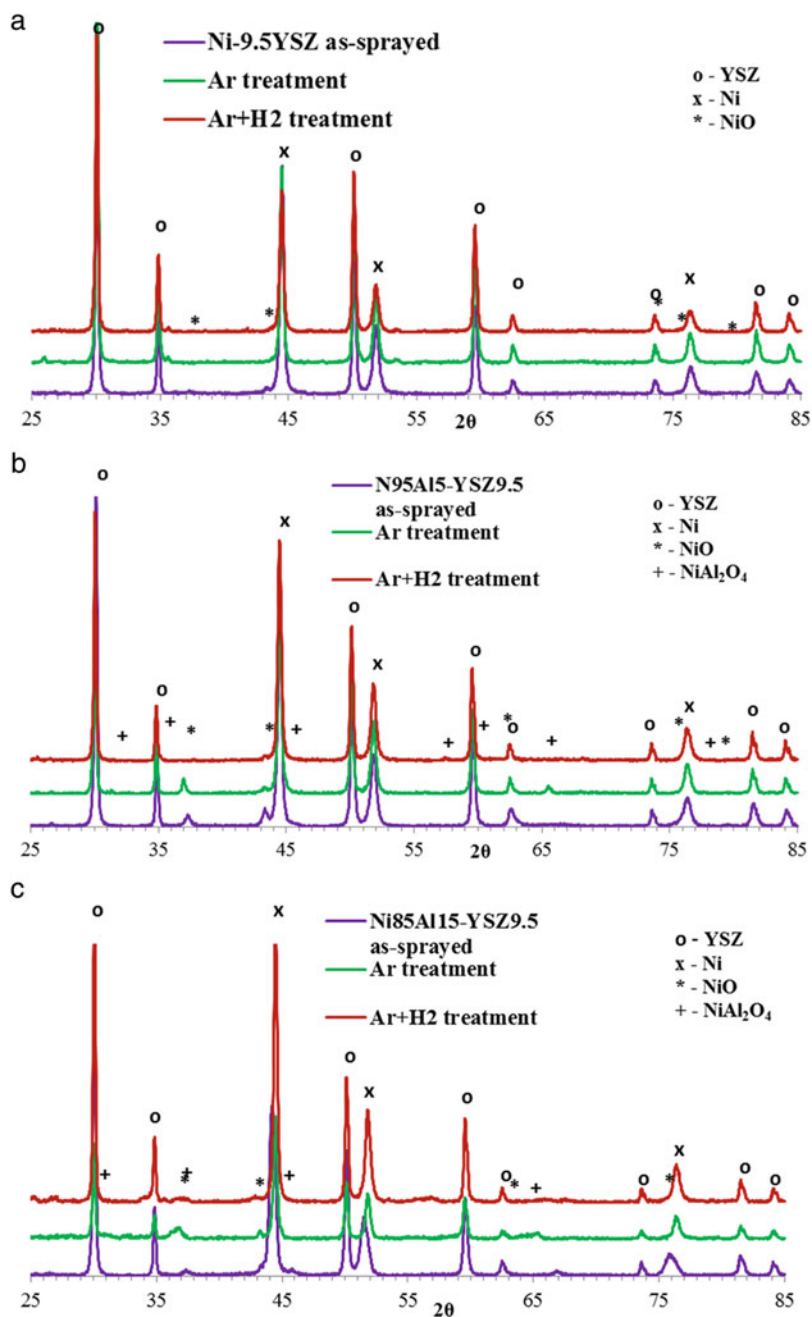 a
Ni-9.5YSZ as-sprayed
Ar treatment
Ar+H2 treatment
o - YSZ
x - Ni
* - NiO
o
o
*
*
x
o
x
o
o
o
*
*
x
*
o
o
25 35 45 55 65 75 85
2θ
b
N95Al5-YSZ9.5
as-sprayed
Ar treatment
Ar+H2 treatment
o - YSZ
x - Ni
* - NiO
+ - NiAl2O4
o
+
o
+
*
*
x
+
o
x
+
o
+
*
o
+
o
*
x
+
*
o
o
25 35 45 55 65 75 85
2θ
c
Ni85Al15-YSZ9.5
as-sprayed
Ar treatment
Ar+H2 treatment
o - YSZ
x - Ni
* - NiO
+ - NiAl2O4
o
+
o
+
*
*
x
+
o
x
o
o
*
+
o
*
x
o
o
25 35 45 55 65 75 85
2θ